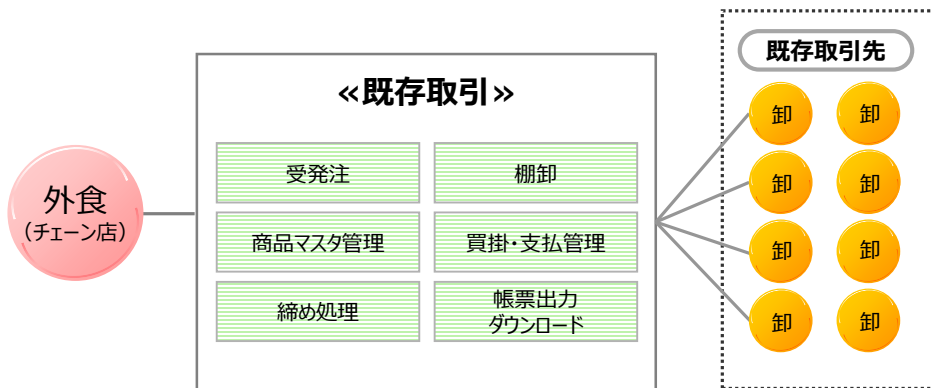 既存取引先
≪既存取引≫
外食
（チェーン店）
受発注
棚卸
商品マスタ管理
買掛・支払管理
締め処理
帳票出力
ダウンロード
卸
卸
卸
卸
卸
卸
卸
卸